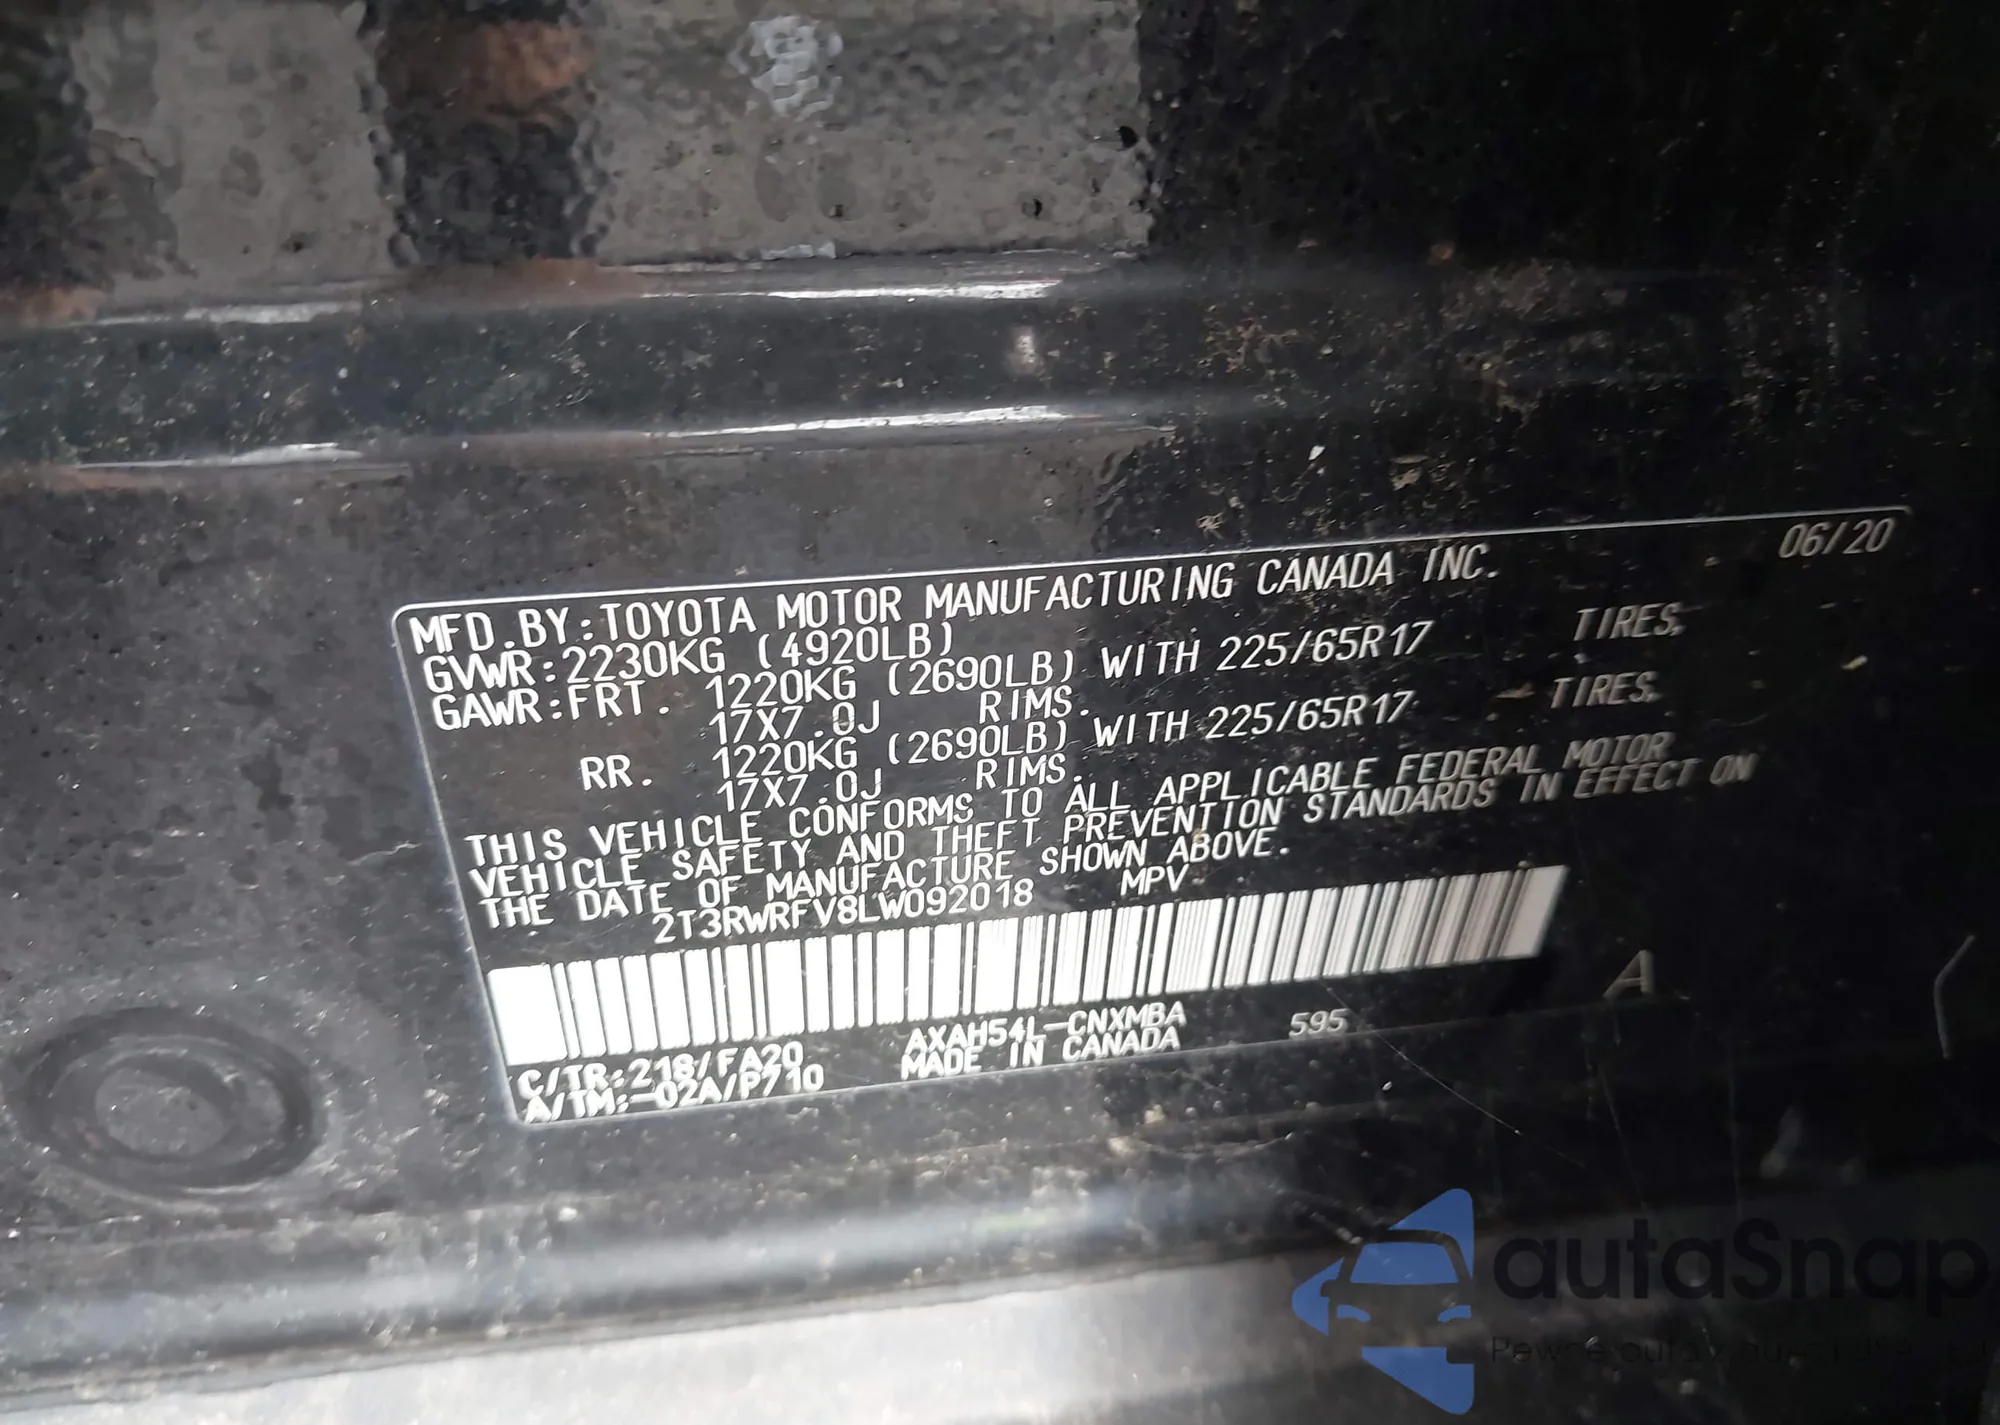 06/20
MFD.BY:TOYOTA MOTOR MANUFACTURING CANADA INC.
GVWR:2230KG (4920LB)
GAWR:FRT. 1220KG (2690LB) WITH 225/65R17 TIRES,
17X7.0J RIMS.
RR. 1220KG (2690LB) WITH 225/65R17 TIRES,
17X7.0J RIMS.
THIS VEHICLE CONFORMS TO ALL APPLICABLE FEDERAL MOTOR
VEHICLE SAFETY AND THEFT PREVENTION STANDARDS IN EFFECT ON
THE DATE OF MANUFACTURE SHOWN ABOVE.
2T3RWRFV8LW092018 MPV
A
C/TR:218/FA20 AXAH54L-CNXMBA 595
A/TM:-02A/P710 MADE IN CANADA
autaSnap
Pewne auta z